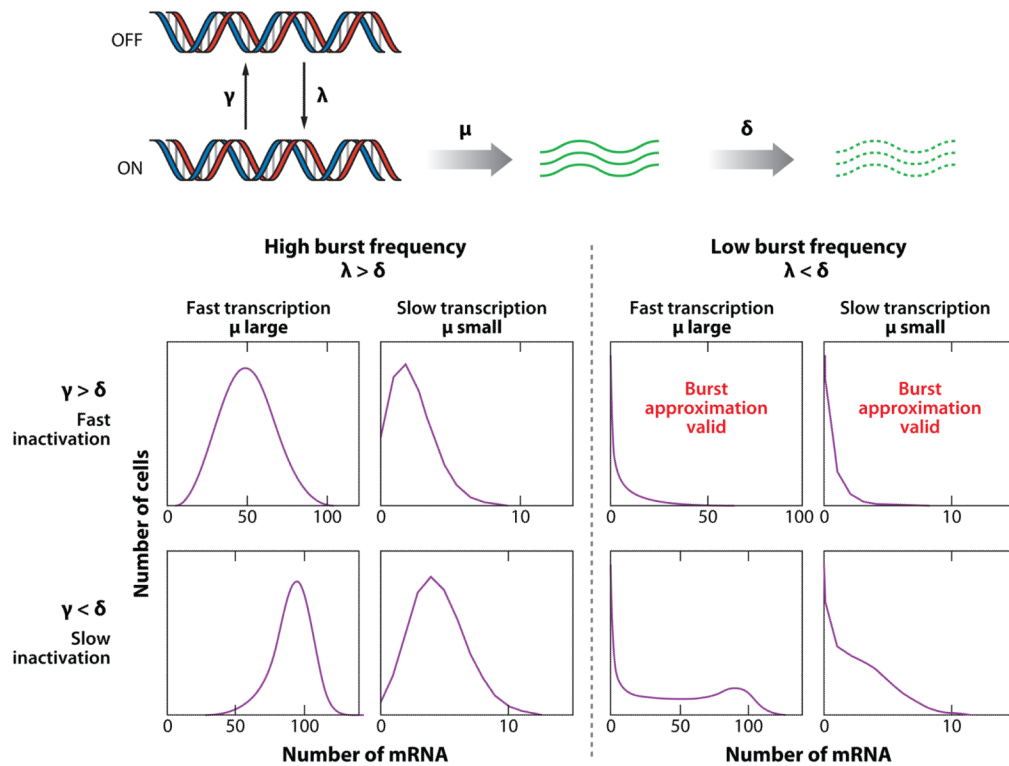 OFF
γ
λ
ON
μ
δ
High burst frequency
λ > δ
Low burst frequency
λ < δ
Fast transcription
μ large
Slow transcription
μ small
Fast transcription
μ large
Slow transcription
μ small
γ > δ
Fast
inactivation
Burst
approximation
valid
Burst
approximation
valid
0 50 100
0 10
0 50 100
0 10
Number of cells
γ < δ
Slow
inactivation
0 50 100
0 10
0 50 100
0 10
Number of mRNA
Number of mRNA